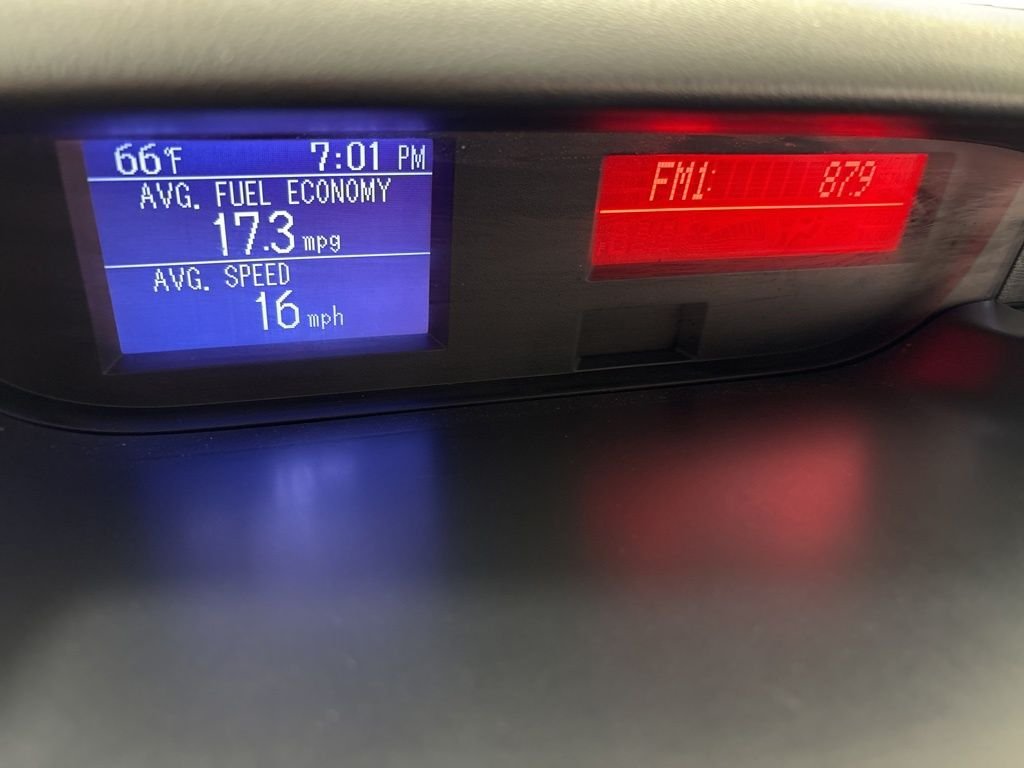 66°F 7:01 PM
AVG. FUEL ECONOMY
17.3 mpg
AVG. SPEED
16 mph
FM1: 87.9